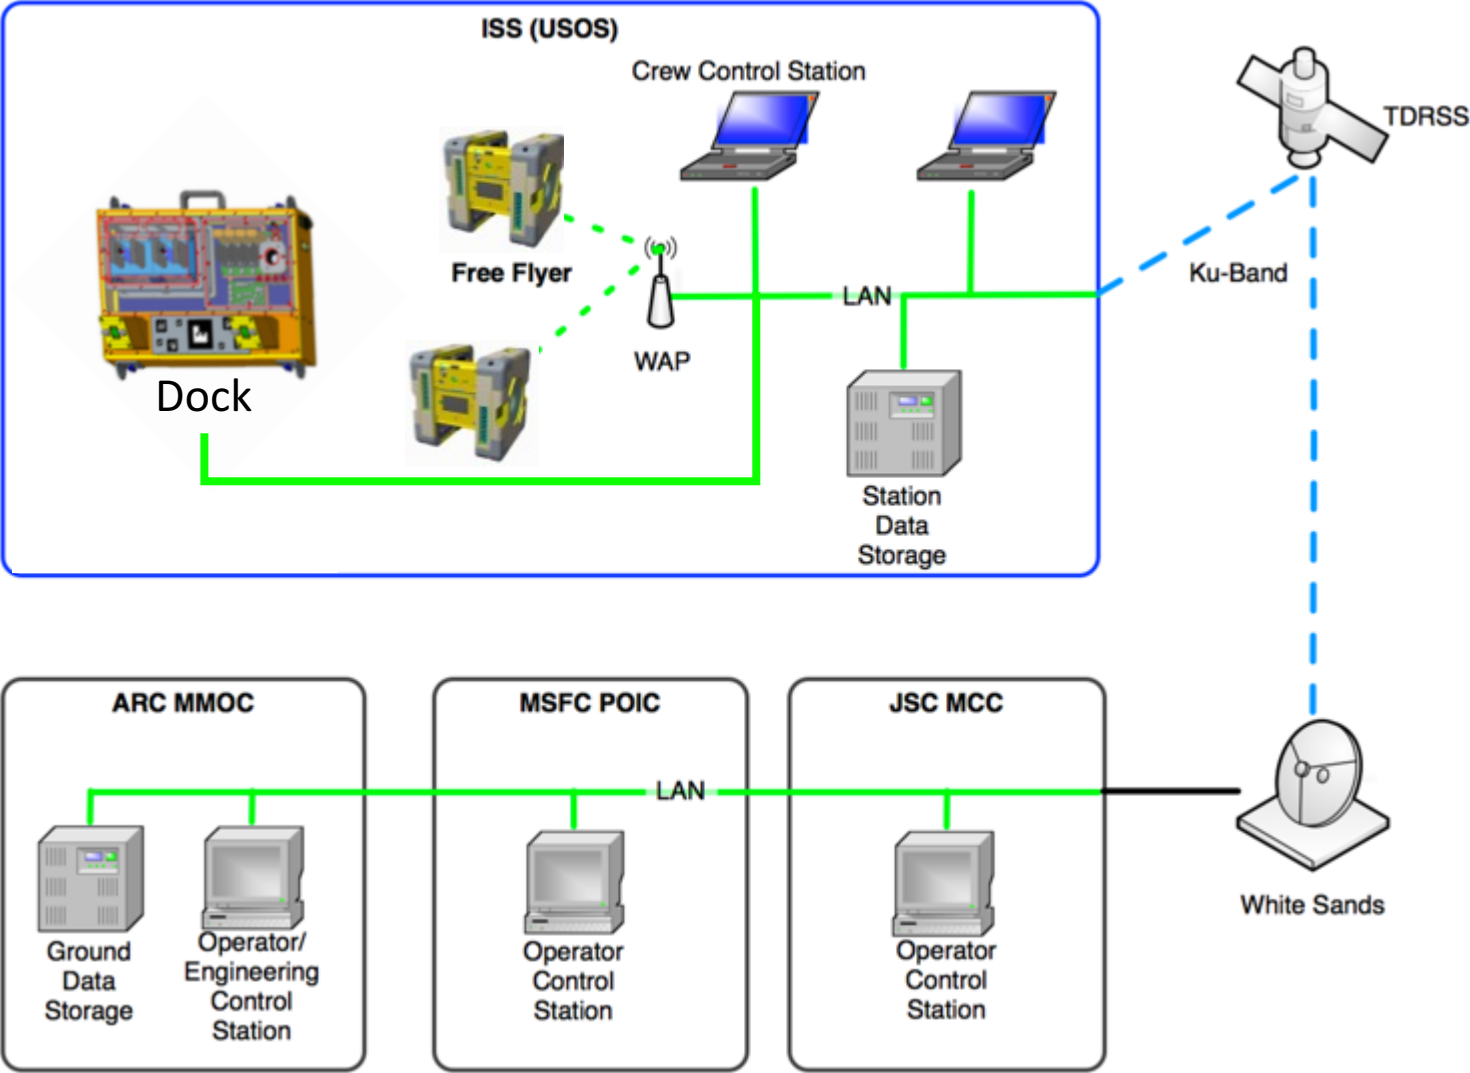 ISS (USOS)
Crew Control Station
TDRSS
Free Flyer
Ku-Band
LAN
WAP
Dock
Station
Data
Storage
ARC MMOC
MSFC POIC
JSC MCC
LAN
White Sands
Ground
Data
Storage
Operator/
Engineering
Control
Station
Operator
Control
Station
Operator
Control
Station